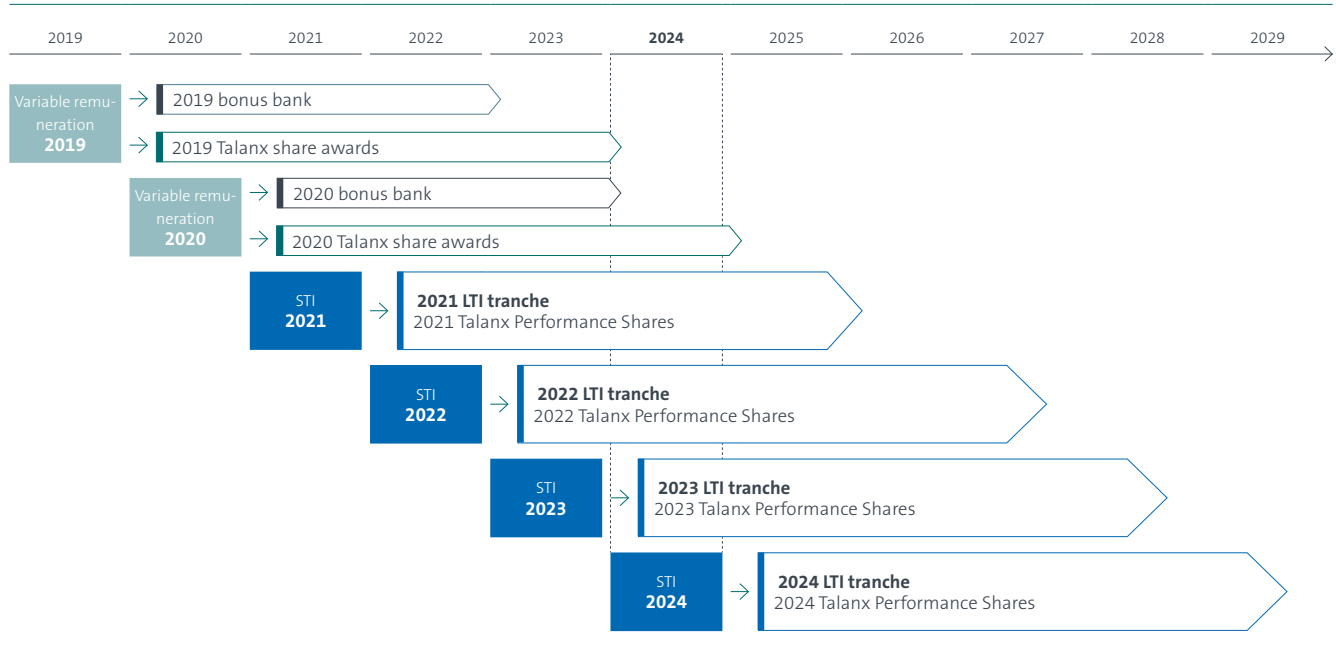 2019 2020 2021 2022 2023 2024 2025 2026 2027 2028 2029
Variable remu-
neration
2019
2019 bonus bank
2019 Talanx share awards
Variable remu-
neration
2020
2020 bonus bank
2020 Talanx share awards
STI
2021
2021 LTI tranche
2021 Talanx Performance Shares
STI
2022
2022 LTI tranche
2022 Talanx Performance Shares
STI
2023
2023 LTI tranche
2023 Talanx Performance Shares
STI
2024
2024 LTI tranche
2024 Talanx Performance Shares